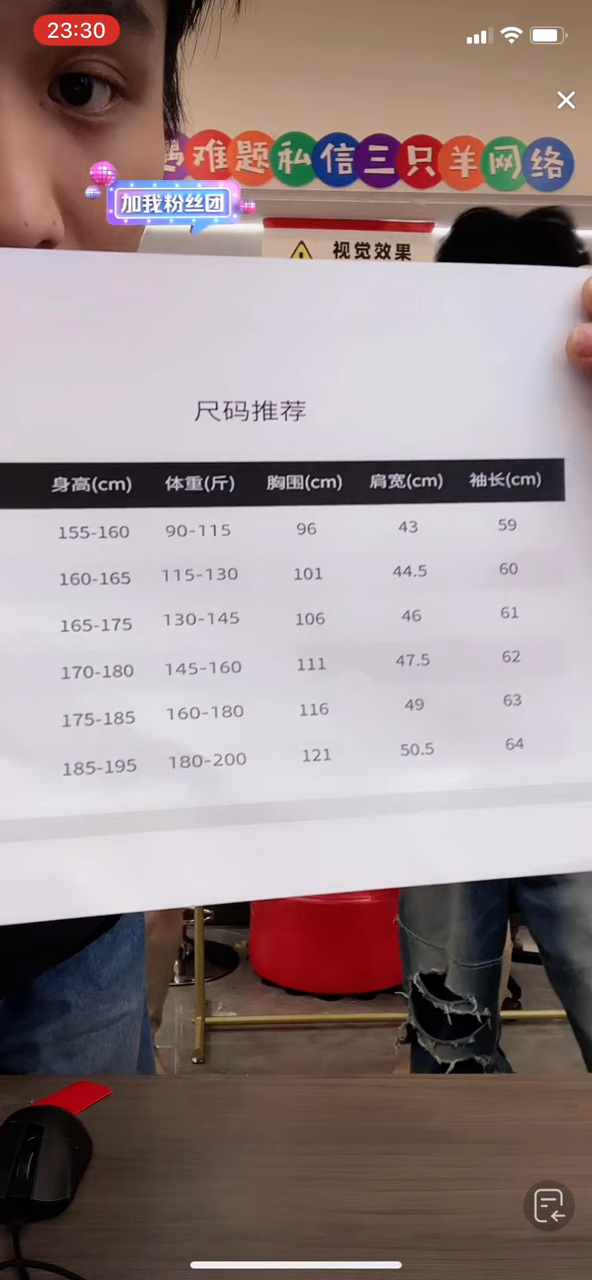 23:30
遇难题私信三只羊网络
加我粉丝团
视觉效果
尺码推荐
身高(cm) 体重(斤) 胸围(cm) 肩宽(cm) 袖长(cm)
155-160 90-115 96 43 59
160-165 115-130 101 44.5 60
165-175 130-145 106 46 61
170-180 145-160 111 47.5 62
175-185 160-180 116 49 63
185-195 180-200 121 50.5 64